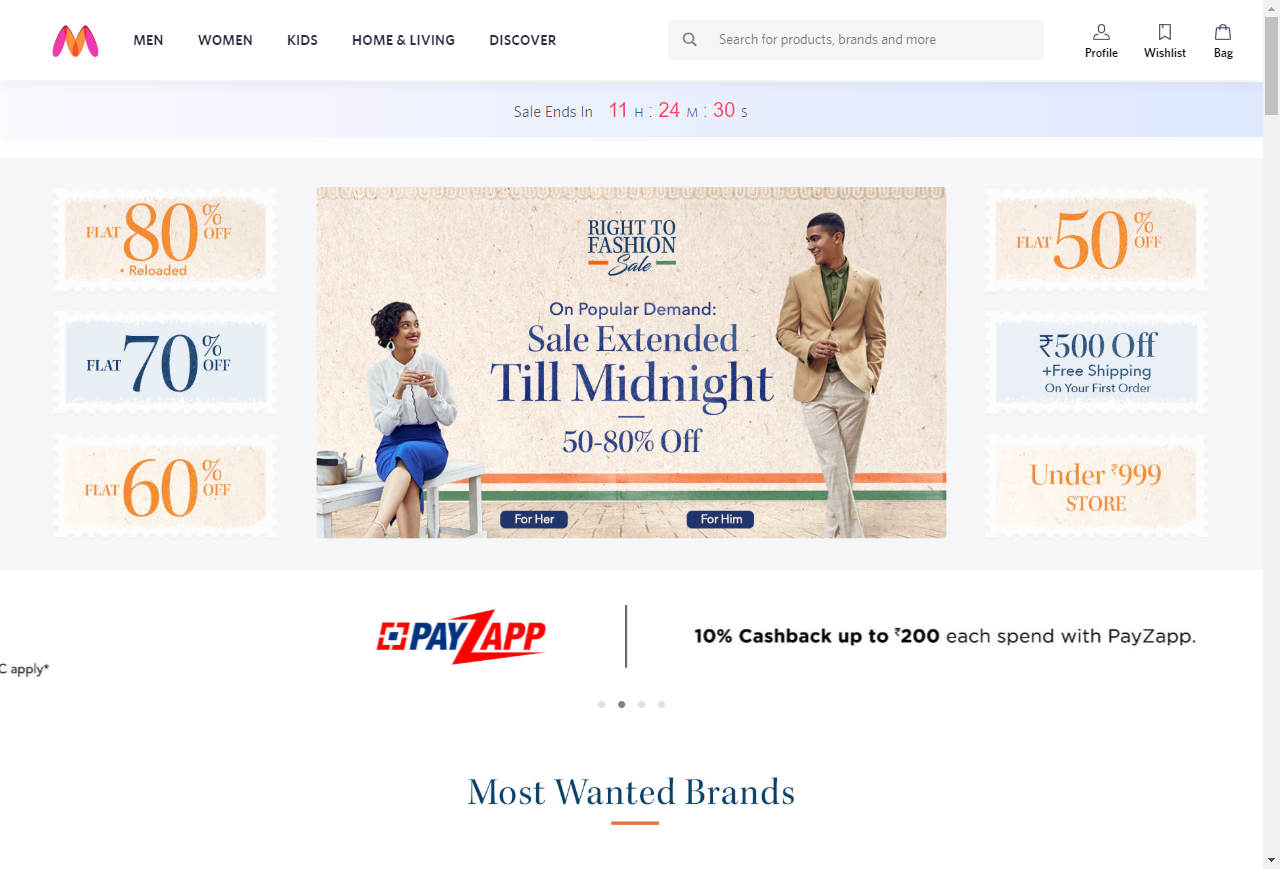 MEN WOMEN KIDS HOME & LIVING DISCOVER
Search for products, brands and more
Profile Wishlist Bag
Sale Ends In 11 H : 24 M : 30 S
FLAT 80% OFF
• Reloaded
FLAT 70% OFF
FLAT 60% OFF
RIGHT TO
FASHION
Sale
On Popular Demand:
Sale Extended
Till Midnight
50-80% Off
For Her For Him
FLAT 50% OFF
₹500 Off
+Free Shipping
On Your First Order
Under ₹999
STORE
C apply*
PAYZAPP
10% Cashback up to ₹200 each spend with PayZapp.
Most Wanted Brands